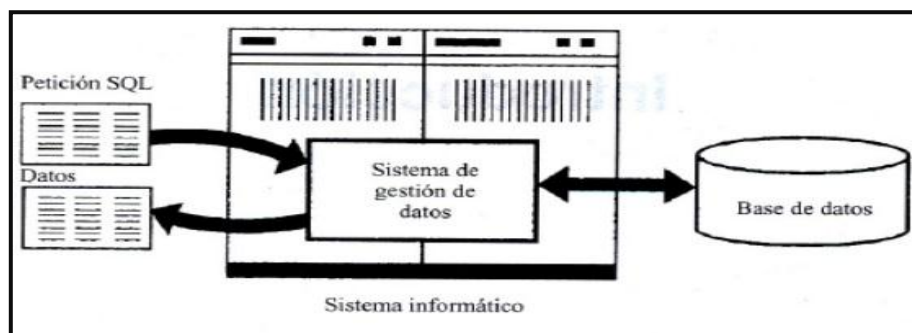 Petición SQL
Datos
Sistema de
gestión de
datos
Base de datos
Sistema informático